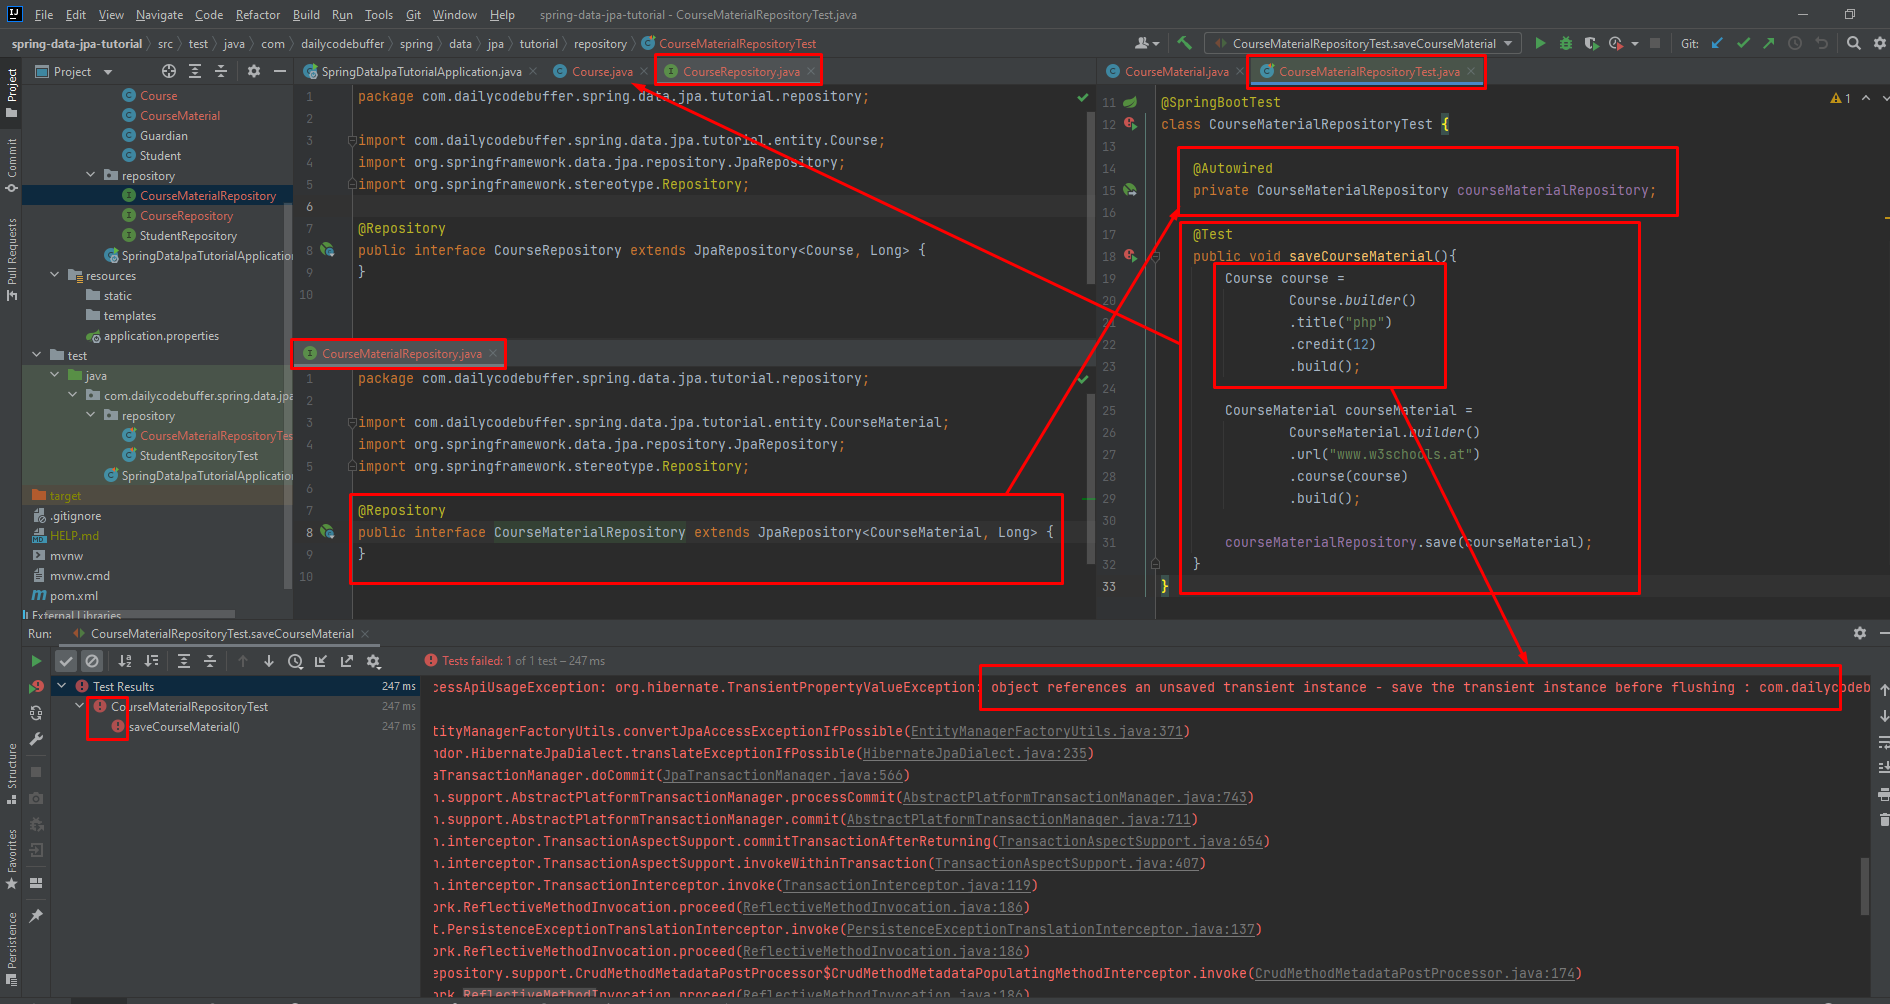 File Edit View Navigate Code Refactor Build Run Tools Git Window Help spring-data-jpa-tutorial - CourseMaterialRepositoryTest.java
spring-data-jpa-tutorial src test java com dailycodebuffer spring data jpa tutorial repository CourseMaterialRepositoryTest
CourseMaterialRepositoryTest.saveCourseMaterial Git:
Project
Commit
Pull Requests
Structure
Favorites
Persistence
Project
Course
CourseMaterial
Guardian
Student
repository
CourseMaterialRepository
CourseRepository
StudentRepository
SpringDataJpaTutorialApplication
resources
static
templates
application.properties
test
java
com.dailycodebuffer.spring.data.jpa
repository
CourseMaterialRepositoryTes
StudentRepositoryTest
SpringDataJpaTutorialApplication
target
.gitignore
HELP.md
mvnw
mvnw.cmd
pom.xml
External Libraries
SpringDataJpaTutorialApplication.java Course.java CourseRepository.java
1 package com.dailycodebuffer.spring.data.jpa.tutorial.repository;
2
3 import com.dailycodebuffer.spring.data.jpa.tutorial.entity.Course;
4 import org.springframework.data.jpa.repository.JpaRepository;
5 import org.springframework.stereotype.Repository;
6
7 @Repository
8 public interface CourseRepository extends JpaRepository<Course, Long> {
9 }
10
CourseMaterialRepository.java
1 package com.dailycodebuffer.spring.data.jpa.tutorial.repository;
2
3 import com.dailycodebuffer.spring.data.jpa.tutorial.entity.CourseMaterial;
4 import org.springframework.data.jpa.repository.JpaRepository;
5 import org.springframework.stereotype.Repository;
6
7 @Repository
8 public interface CourseMaterialRepository extends JpaRepository<CourseMaterial, Long> {
9 }
10
CourseMaterial.java CourseMaterialRepositoryTest.java
1
11 @SpringBootTest
12 class CourseMaterialRepositoryTest {
13
14 @Autowired
15 private CourseMaterialRepository courseMaterialRepository;
16
17 @Test
18 public void saveCourseMaterial(){
19 Course course =
20 Course.builder()
21 .title("php")
22 .credit(12)
23 .build();
24
25 CourseMaterial courseMaterial =
26 CourseMaterial.builder()
27 .url("www.w3schools.at")
28 .course(course)
29 .build();
30
31 courseMaterialRepository.save(courseMaterial);
32 }
33 }
Run: CourseMaterialRepositoryTest.saveCourseMaterial
Tests failed: 1 of 1 test – 247 ms
Test Results 247 ms
CourseMaterialRepositoryTest 247 ms
saveCourseMaterial() 247 ms
cessApiUsageException: org.hibernate.TransientPropertyValueException: object references an unsaved transient instance - save the transient instance before flushing : com.dailycodeb
tityManagerFactoryUtils.convertJpaAccessExceptionIfPossible(EntityManagerFactoryUtils.java:371)
ndor.HibernateJpaDialect.translateExceptionIfPossible(HibernateJpaDialect.java:235)
aTransactionManager.doCommit(JpaTransactionManager.java:566)
n.support.AbstractPlatformTransactionManager.processCommit(AbstractPlatformTransactionManager.java:743)
n.support.AbstractPlatformTransactionManager.commit(AbstractPlatformTransactionManager.java:711)
n.interceptor.TransactionAspectSupport.commitTransactionAfterReturning(TransactionAspectSupport.java:654)
n.interceptor.TransactionAspectSupport.invokeWithinTransaction(TransactionAspectSupport.java:407)
n.interceptor.TransactionInterceptor.invoke(TransactionInterceptor.java:119)
ork.ReflectiveMethodInvocation.proceed(ReflectiveMethodInvocation.java:186)
t.PersistenceExceptionTranslationInterceptor.invoke(PersistenceExceptionTranslationInterceptor.java:137)
ork.ReflectiveMethodInvocation.proceed(ReflectiveMethodInvocation.java:186)
epository.support.CrudMethodMetadataPostProcessor$CrudMethodMetadataPopulatingMethodInterceptor.invoke(CrudMethodMetadataPostProcessor.java:174)
ork.ReflectiveMethodInvocation.proceed(ReflectiveMethodInvocation.java:186)